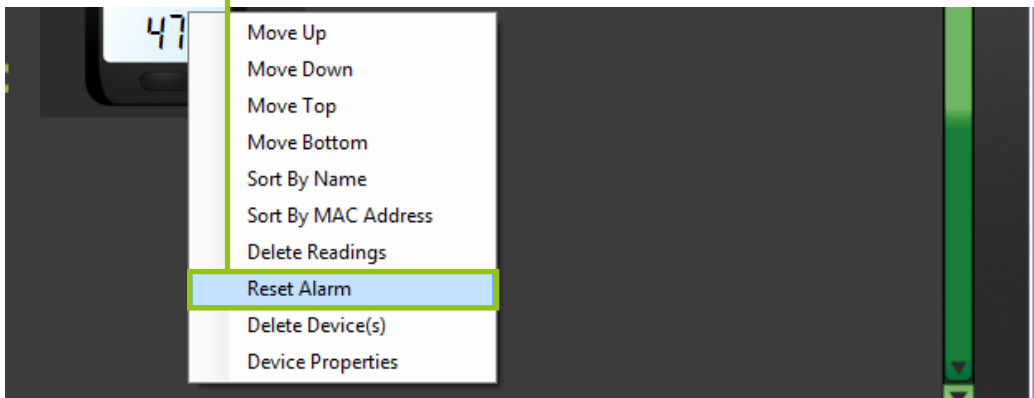 47
Move Up
Move Down
Move Top
Move Bottom
Sort By Name
Sort By MAC Address
Delete Readings
Reset Alarm
Delete Device(s)
Device Properties